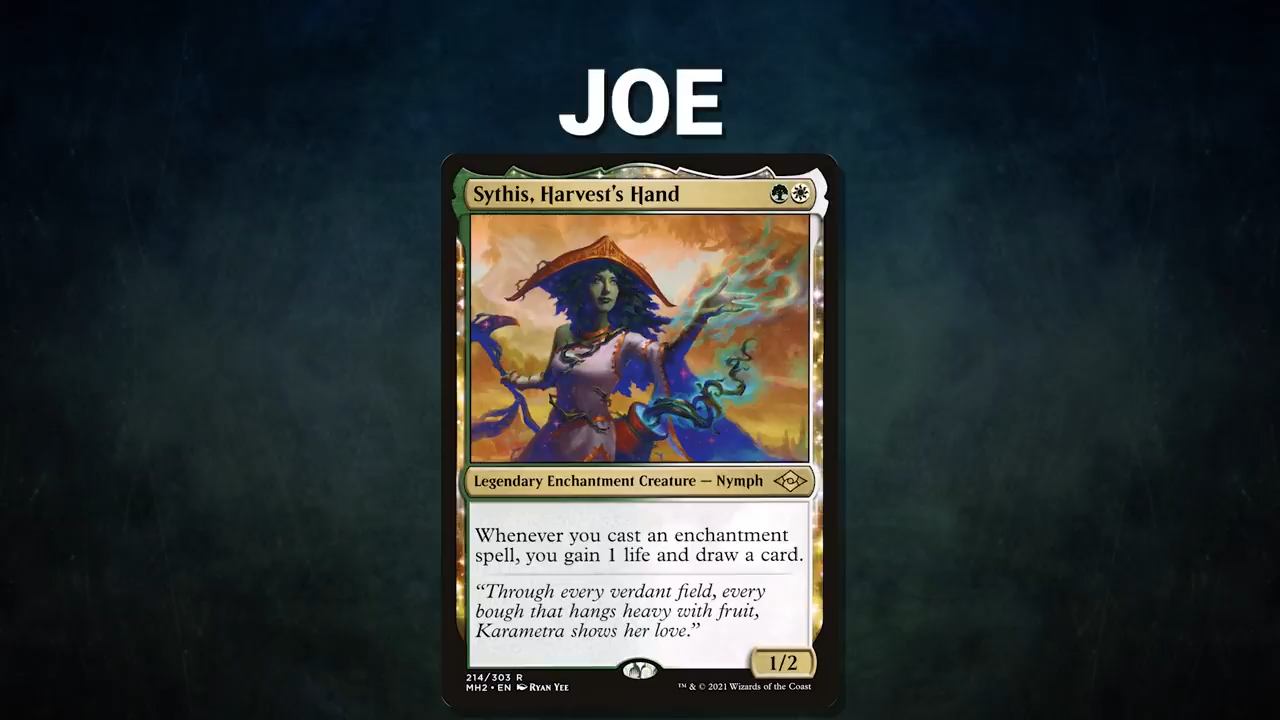 JOE
Sythis, Harvest's Hand
Legendary Enchantment Creature — Nymph
Whenever you cast an enchantment
spell, you gain 1 life and draw a card.
“Through every verdant field, every
bough that hangs heavy with fruit,
Karametra shows her love.”
1/2
214/303 R
MH2 • EN Ryan Yee
™ & © 2021 Wizards of the Coast